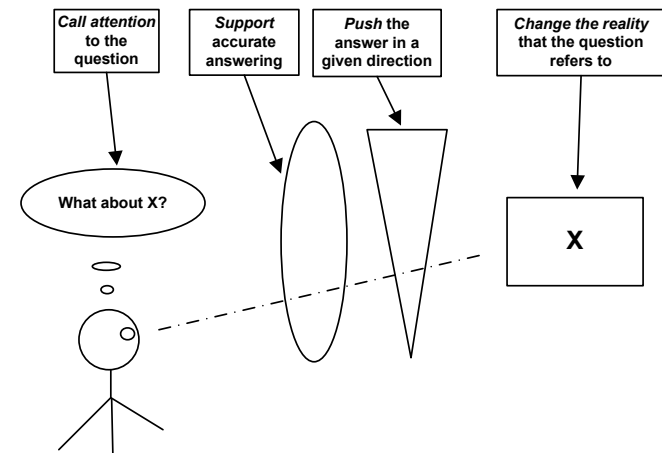 Call attention
to the
question
Support
accurate
answering
Push the
answer in a
given direction
Change the reality
that the question
refers to
What about X?
X